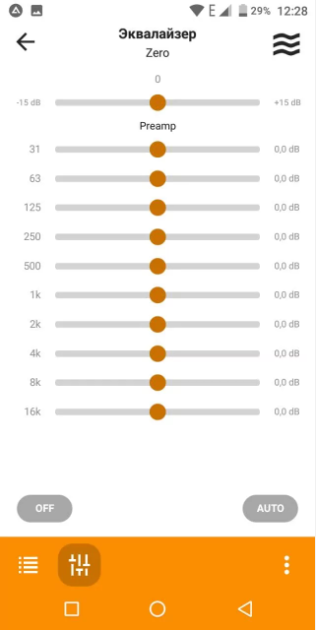 E 29% 12:28
Эквалайзер
Zero
0
-15 dB +15 dB
Preamp
31 0,0 dB
63 0,0 dB
125 0,0 dB
250 0,0 dB
500 0,0 dB
1k 0,0 dB
2k 0,0 dB
4k 0,0 dB
8k 0,0 dB
16k 0,0 dB
OFF AUTO